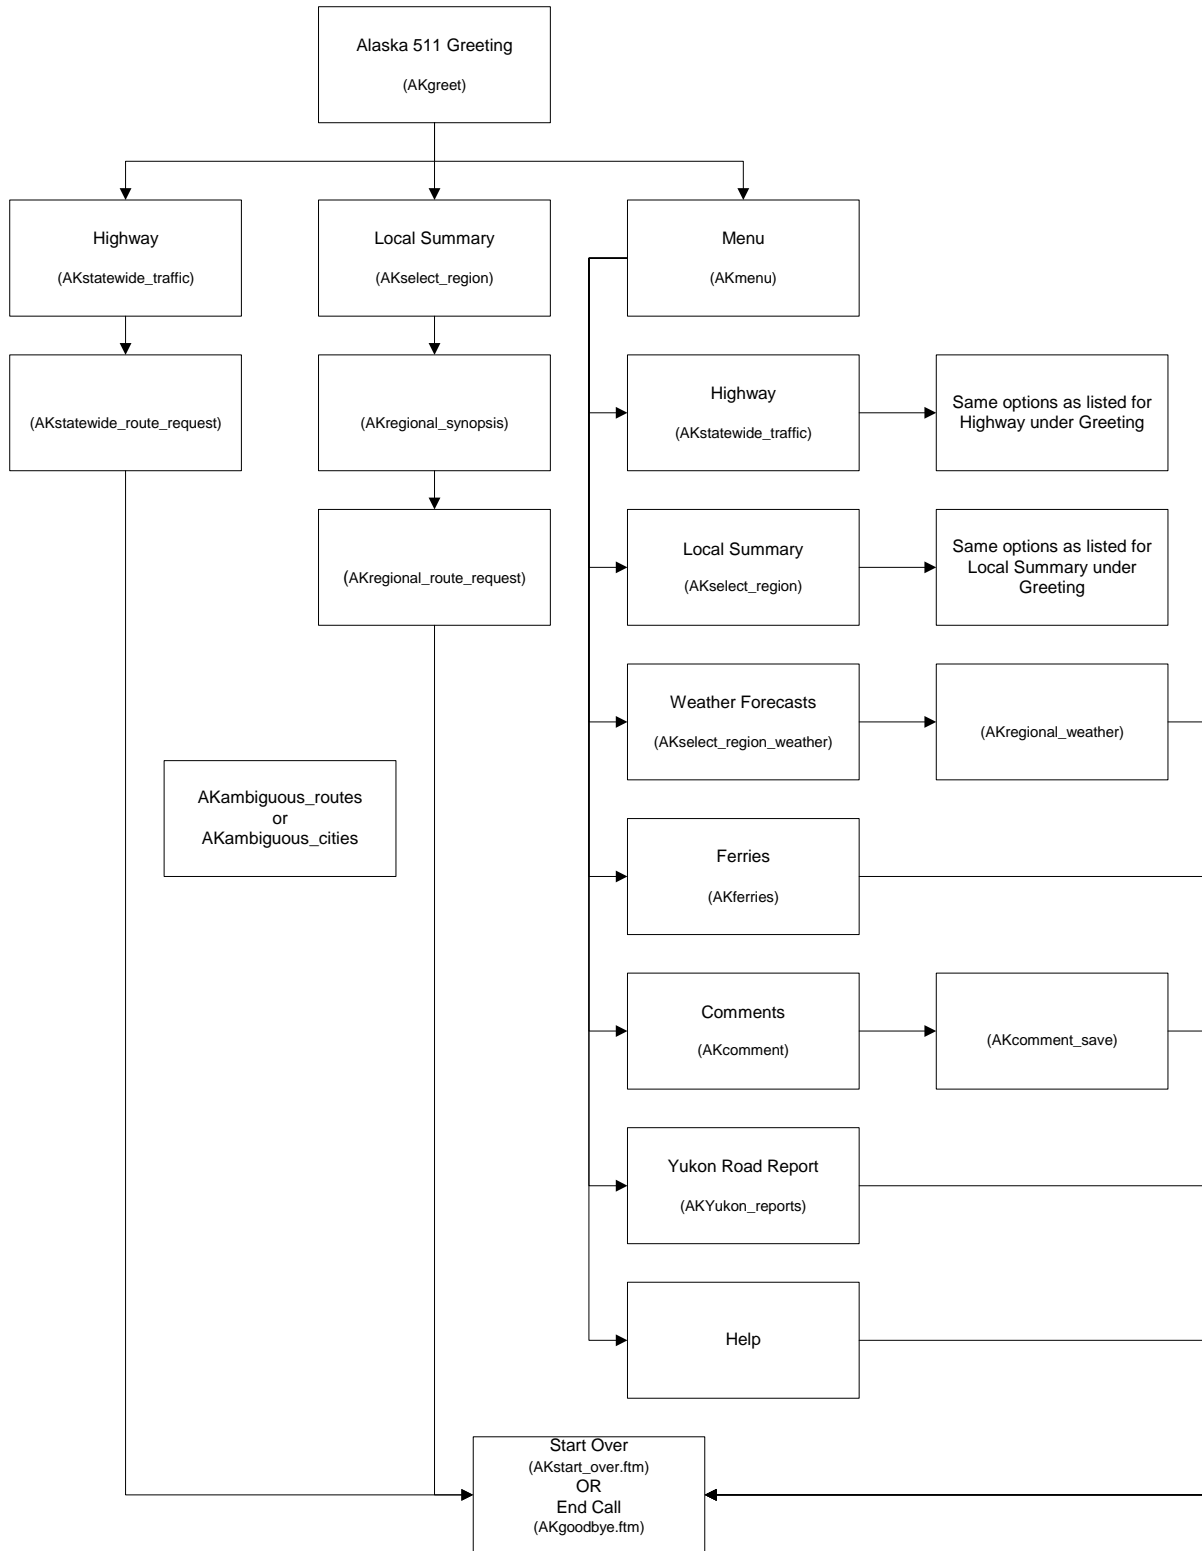 Alaska 511 Greeting
(AKgreet)
Highway
(AKstatewide_traffic)
Local Summary
(AKselect_region)
Menu
(AKmenu)
(AKstatewide_route_request)
(AKregional_synopsis)
Highway
(AKstatewide_traffic)
Same options as listed for
Highway under Greeting
(AKregional_route_request)
Local Summary
(AKselect_region)
Same options as listed for
Local Summary under
Greeting
Weather Forecasts
(AKselect_region_weather)
(AKregional_weather)
AKambiguous_routes
or
AKambiguous_cities
Ferries
(AKferries)
Comments
(AKcomment)
(AKcomment_save)
Yukon Road Report
(AKYukon_reports)
Help
Start Over
(AKstart_over.ftm)
OR
End Call
(AKgoodbye.ftm)